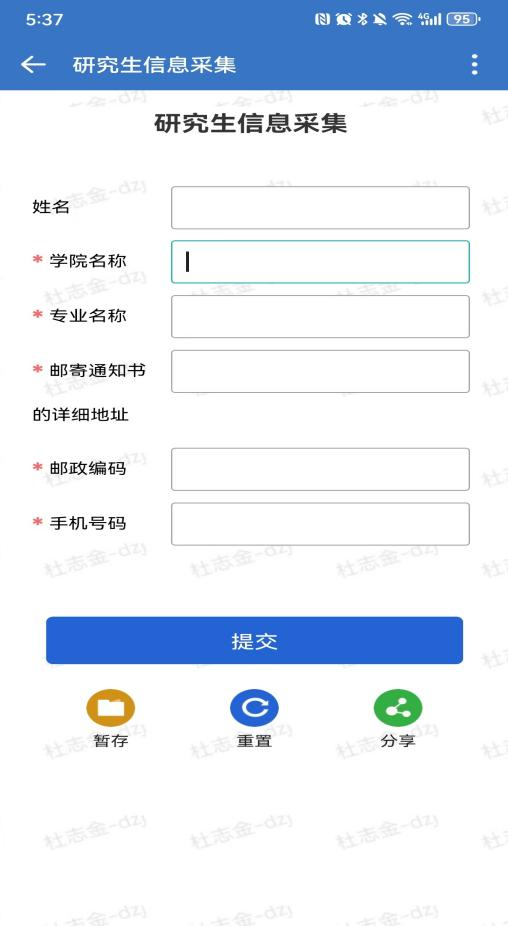 5:37
4G 95
研究生信息采集
研究生信息采集
姓名
* 学院名称
* 专业名称
* 邮寄通知书
的详细地址
* 邮政编码
* 手机号码
提交
暂存 重置 分享
杜志金-dzj